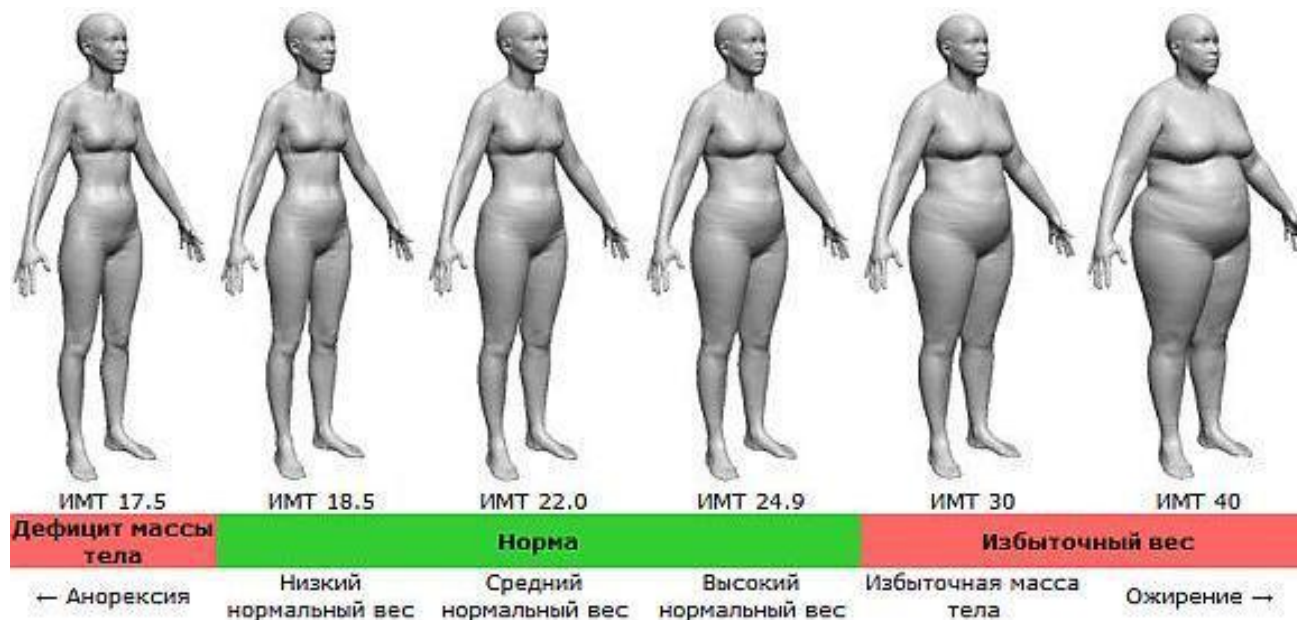 ИМТ 17.5 ИМТ 18.5 ИМТ 22.0 ИМТ 24.9 ИМТ 30 ИМТ 40
Дефицит массы
тела
Норма
Избыточный вес
← Анорексия
Низкий
нормальный вес
Средний
нормальный вес
Высокий
нормальный вес
Избыточная масса
тела
Ожирение →